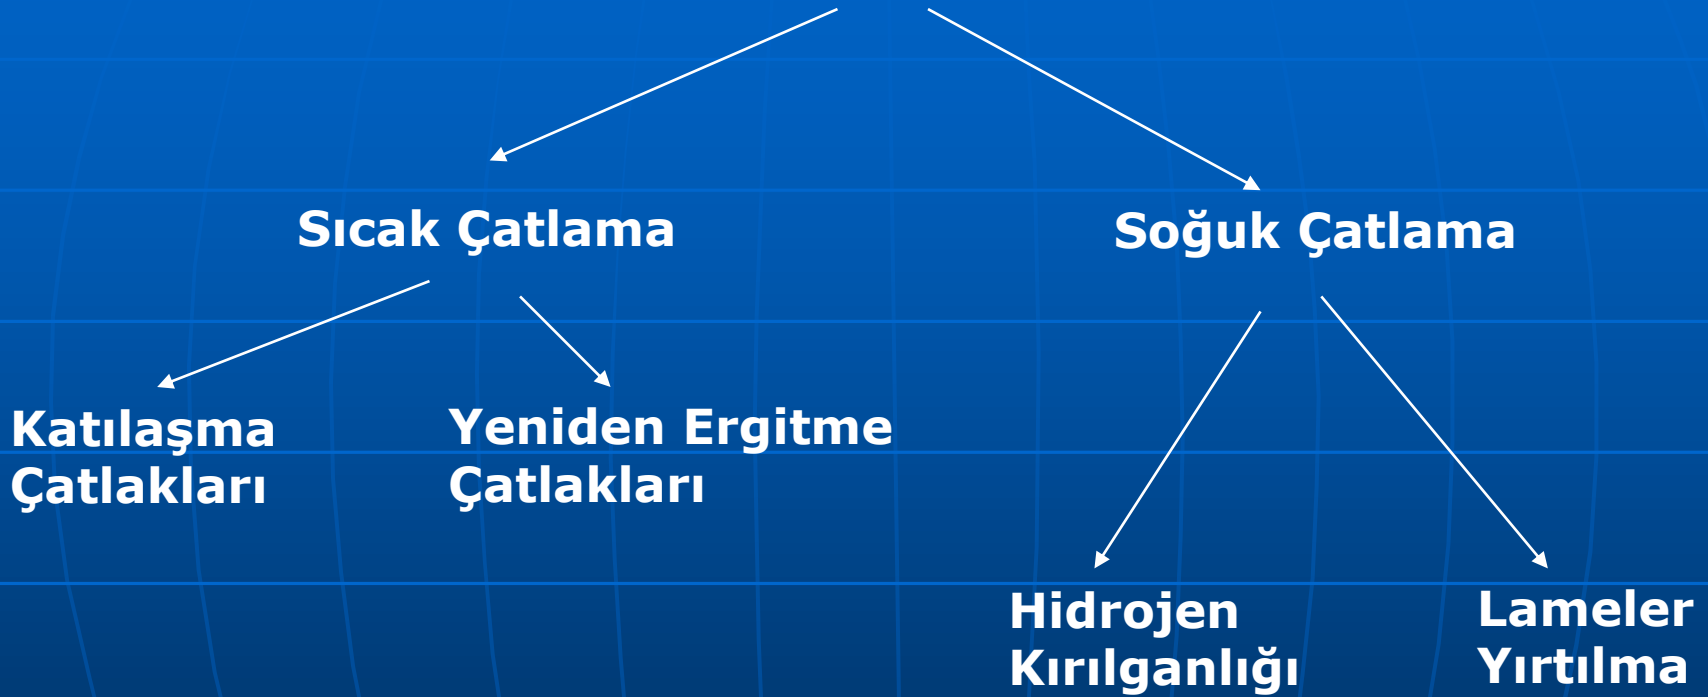 Sıcak Çatlama
Soğuk Çatlama
Katılaşma
Çatlakları
Yeniden Ergitme
Çatlakları
Hidrojen
Kırılganlığı
Lameler
Yırtılma